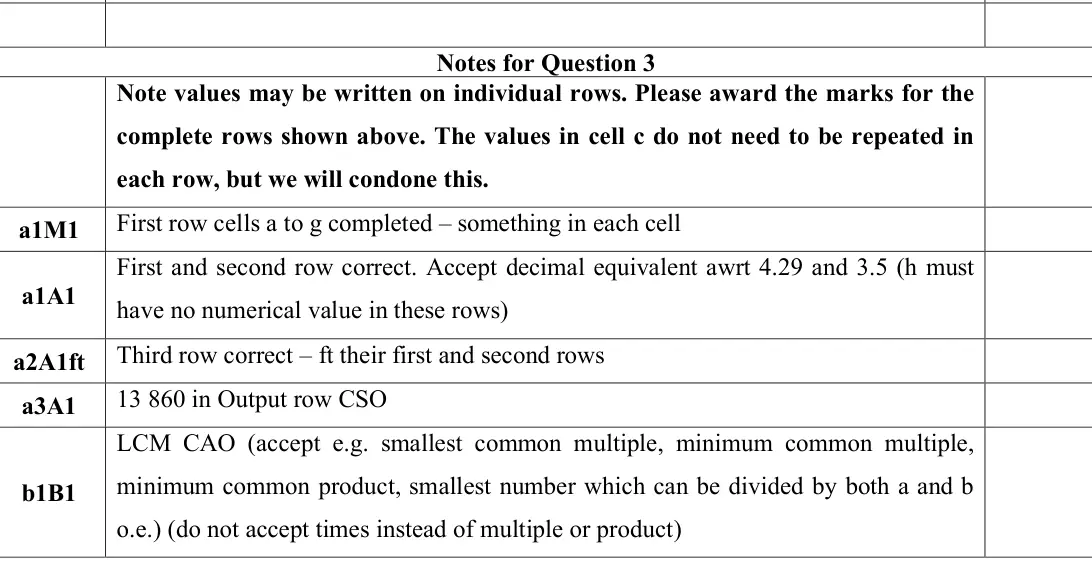 Notes for Question 3
Note values may be written on individual rows. Please award the marks for the
complete rows shown above. The values in cell c do not need to be repeated in
each row, but we will condone this.
a1M1 First row cells a to g completed – something in each cell
a1A1 First and second row correct. Accept decimal equivalent awrt 4.29 and 3.5 (h must
have no numerical value in these rows)
a2A1ft Third row correct – ft their first and second rows
a3A1 13 860 in Output row CSO
b1B1 LCM CAO (accept e.g. smallest common multiple, minimum common multiple,
minimum common product, smallest number which can be divided by both a and b
o.e.) (do not accept times instead of multiple or product)